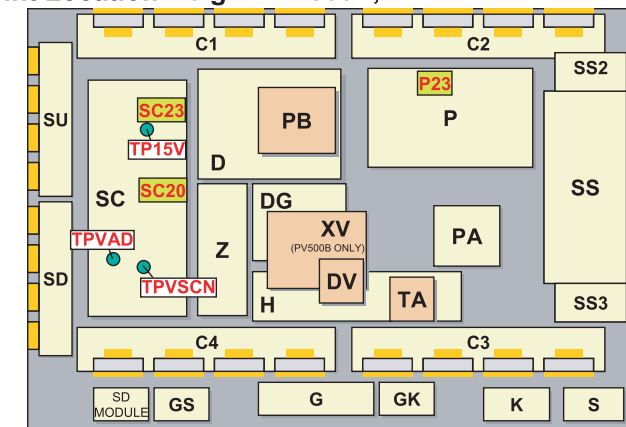 C1
C2
SS2
SU
SC23
TP15V
SC
SC20
TPVAD
TPVSCN
D
PB
P23
P
SS
DG
Z
XV
(PV500B ONLY)
DV
PA
H
TA
SD
SS3
C4
C3
SD
MODULE
GS
G
GK
K
S